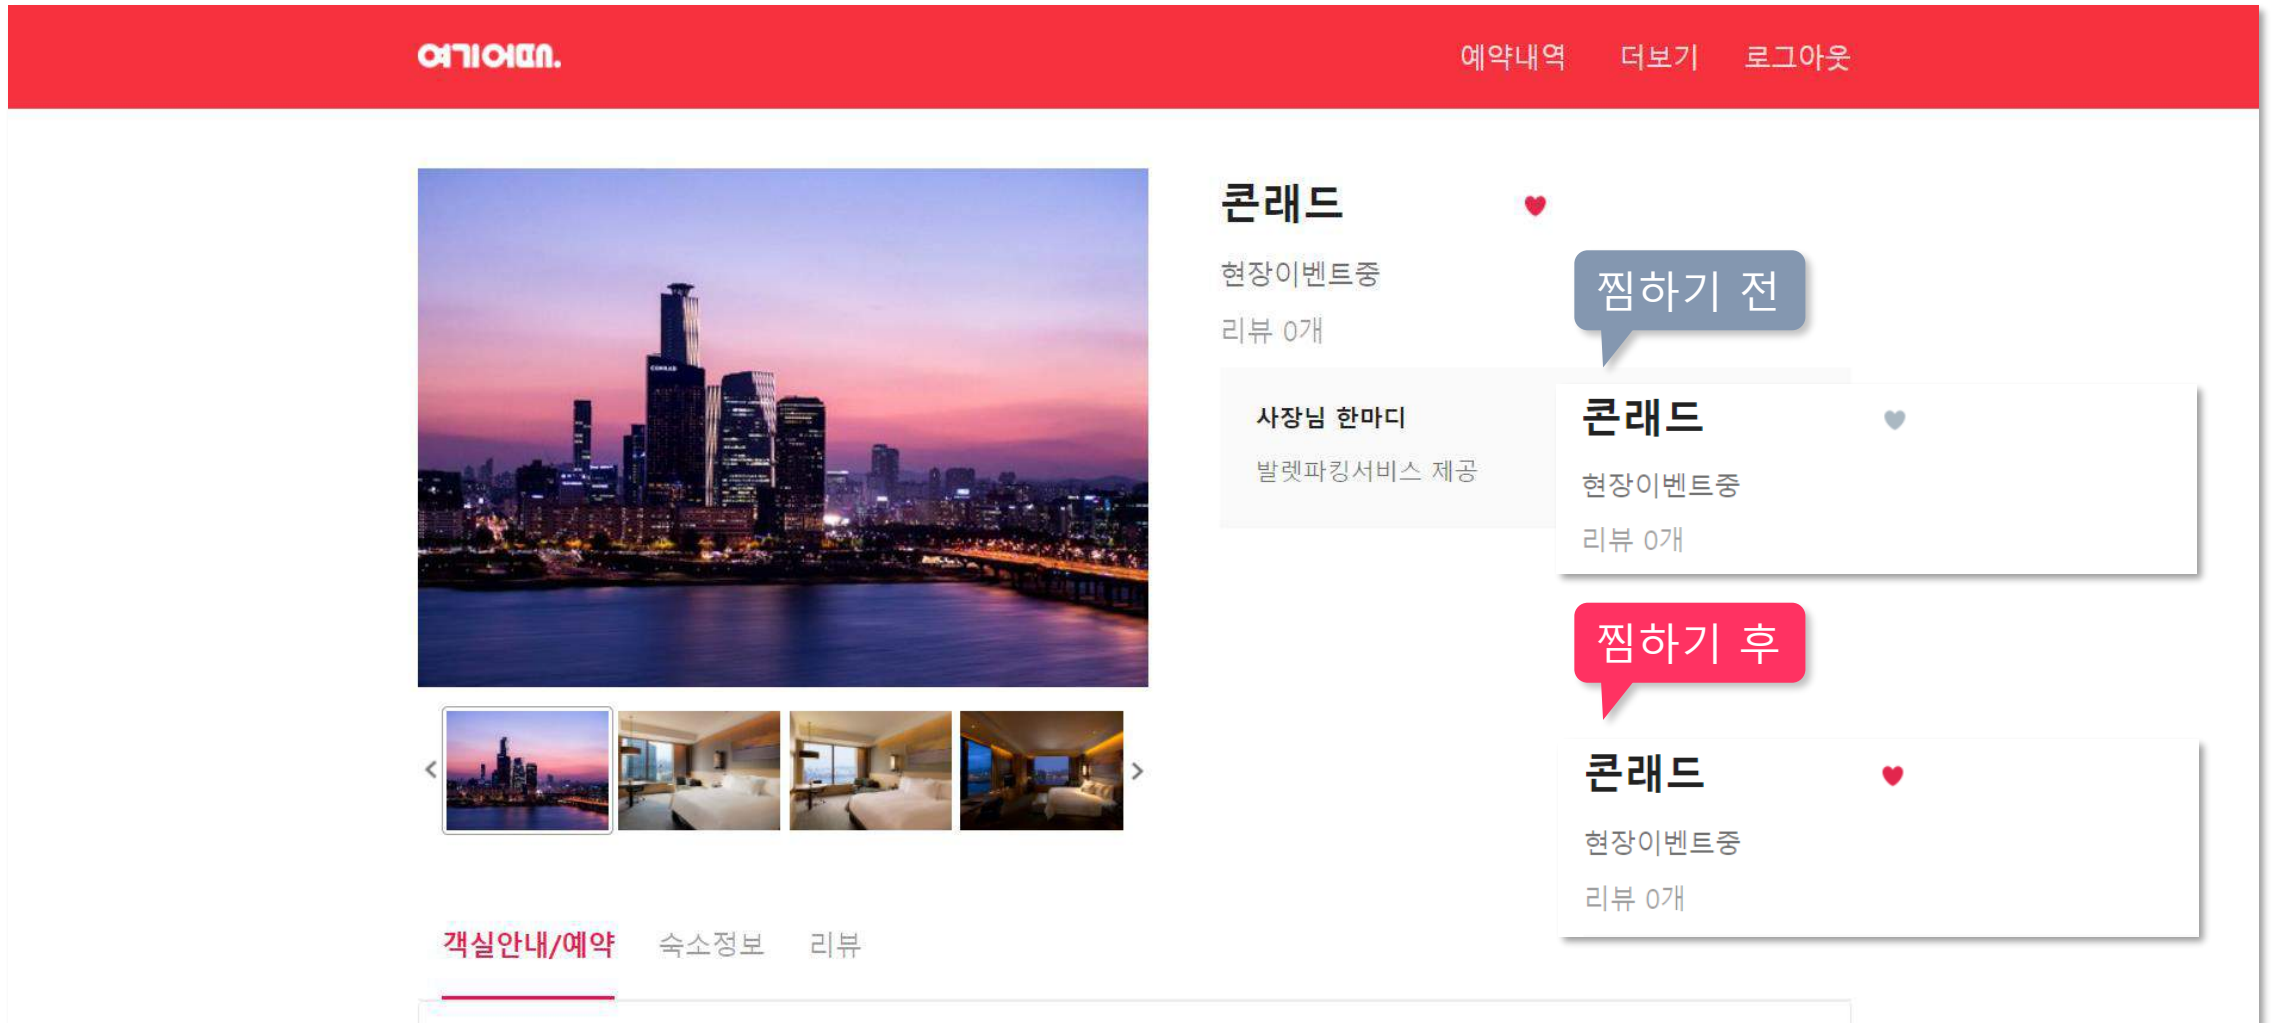 여기어때.
예약내역 더보기 로그아웃
콘래드
현장이벤트중
리뷰 0개
사장님 한마디
발렛파킹서비스 제공
찜하기 전
콘래드
현장이벤트중
리뷰 0개
찜하기 후
콘래드
현장이벤트중
리뷰 0개
CONRAD
객실안내/예약 숙소정보 리뷰